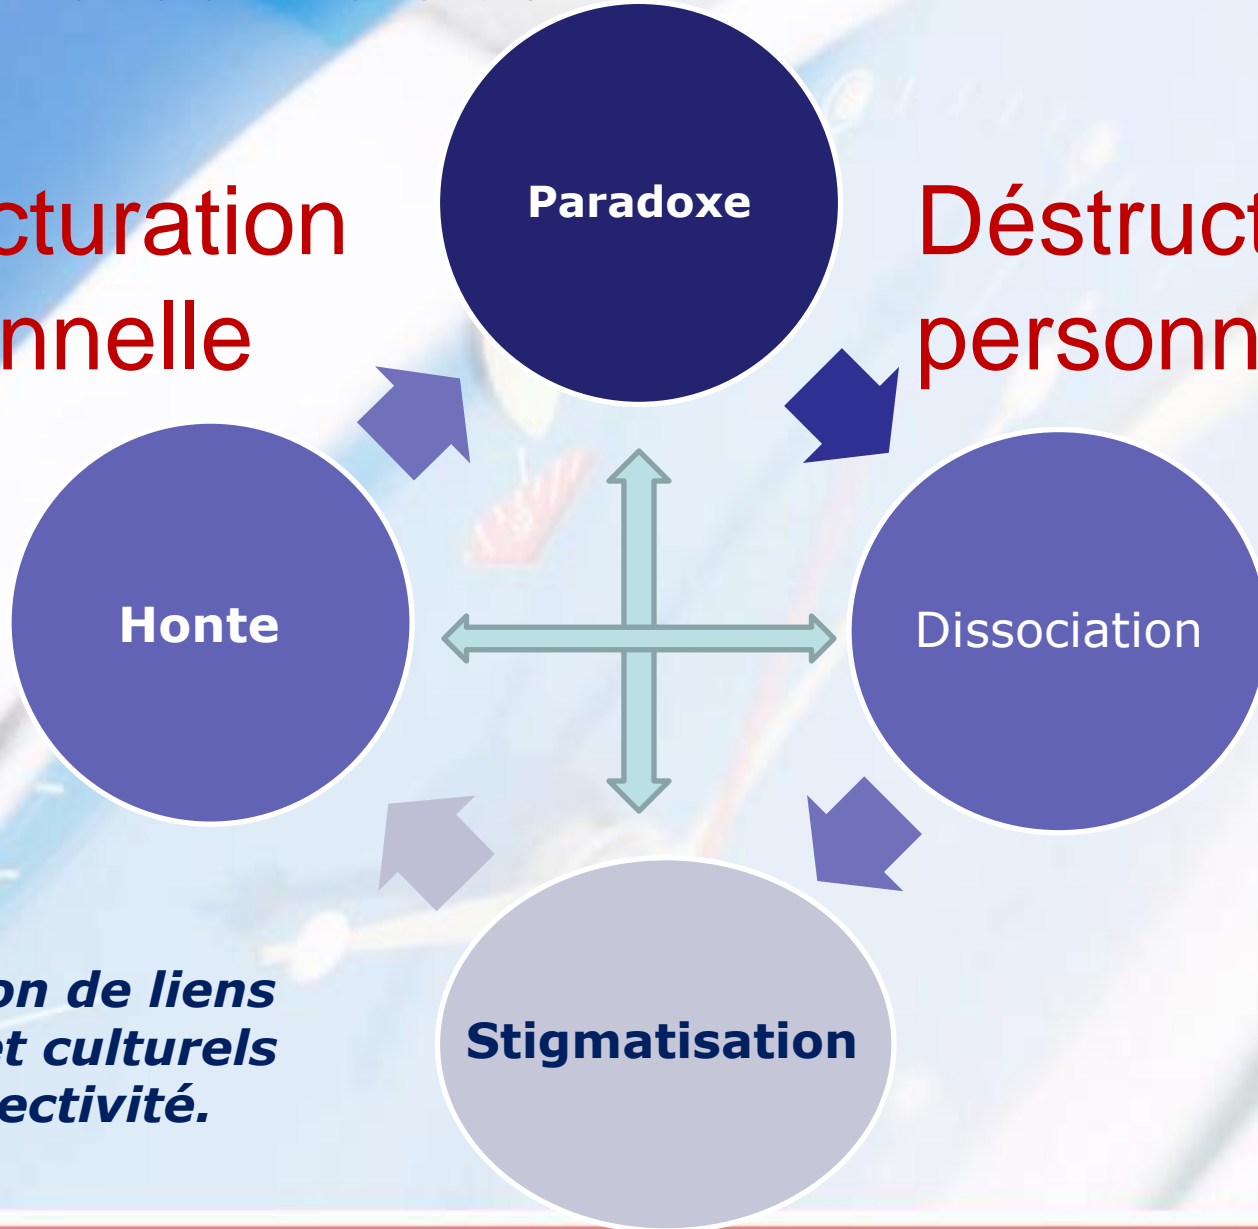 Paradoxe
cturation
nnelle
Déstruct
personn
Honte
Dissociation
on de liens
et culturels
ectivité.
Stigmatisation